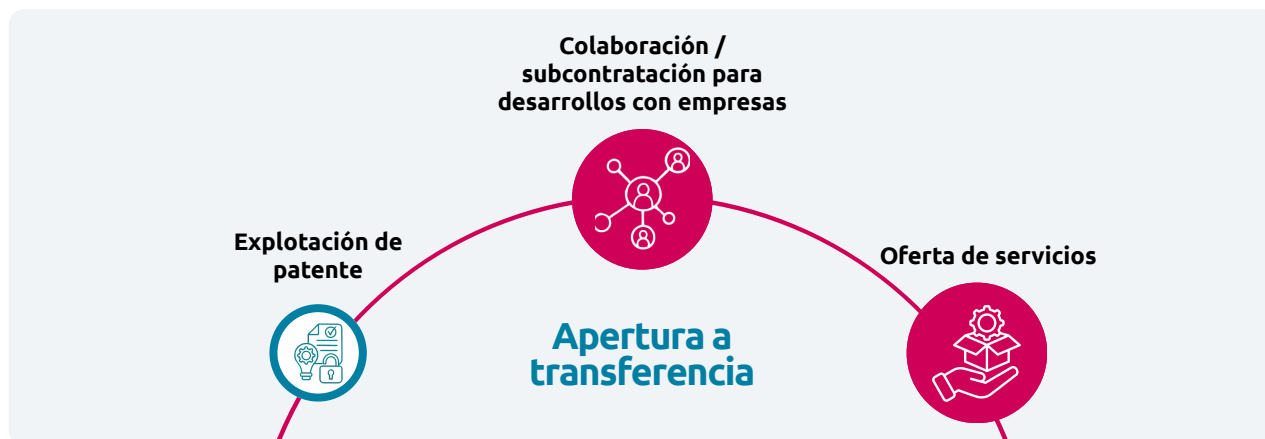 Colaboración /
subcontratación para
desarrollos con empresas
Explotación de
patente
Oferta de servicios
Apertura a
transferencia